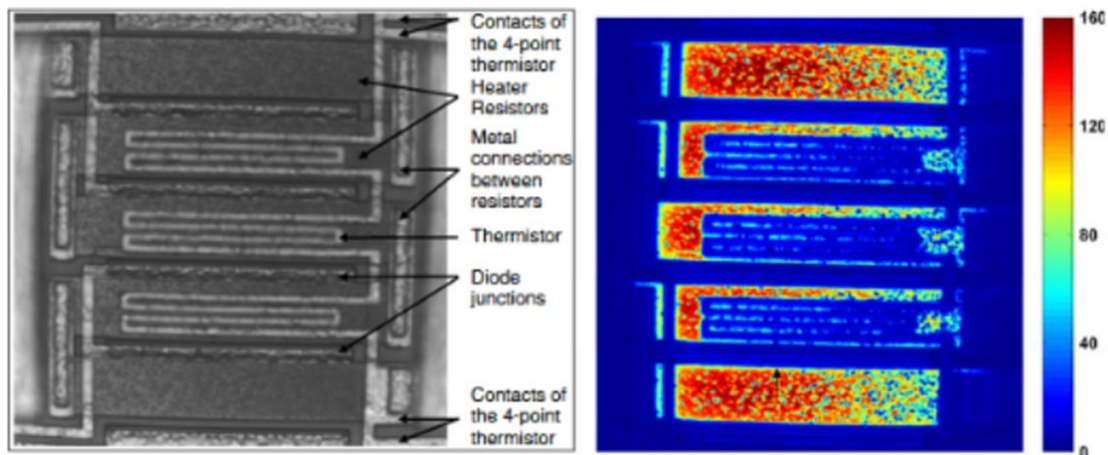 Contacts of
the 4-point
thermistor
Heater
Resistors
Metal
connections
between
resistors
Thermistor
Diode
junctions
Contacts of
the 4-point
thermistor
160
120
80
40
0